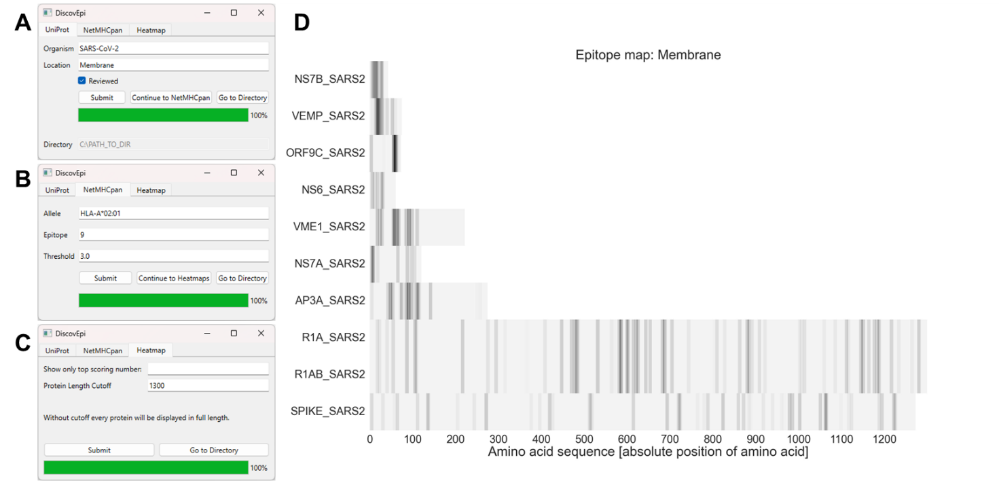 A
DiscovEpi
UniProt NetMHCpan Heatmap
Organism SARS-CoV-2
Location Membrane
Reviewed
Submit Continue to NetMHCpan Go to Directory
100%
Directory C:\PATH_TO_DIR
B
DiscovEpi
UniProt NetMHCpan Heatmap
Allele HLA-A*02:01
Epitope 9
Threshold 3.0
Submit Continue to Heatmaps Go to Directory
100%
C
DiscovEpi
UniProt NetMHCpan Heatmap
Show only top scoring number:
Protein Length Cutoff 1300
Without cutoff every protein will be displayed in full length.
Submit Go to Directory
100%
D
Epitope map: Membrane
NS7B_SARS2
VEMP_SARS2
ORF9C_SARS2
NS6_SARS2
VME1_SARS2
NS7A_SARS2
AP3A_SARS2
R1A_SARS2
R1AB_SARS2
SPIKE_SARS2
0 100 200 300 400 500 600 700 800 900 1000 1100 1200
Amino acid sequence [absolute position of amino acid]